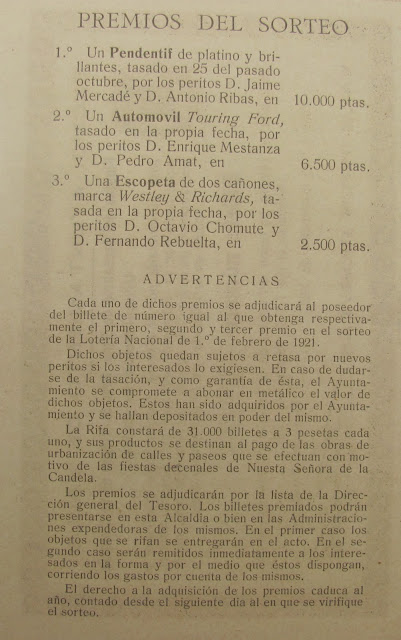 PREMIOS DEL SORTEO
1.º Un Pendentif de platino y bri-
llantes, tasado en 25 del pasado
octubre, por los peritos D. Jaime
Mercadé y D. Antonio Ribas, en 10.000 ptas.
2.º Un Automovil Touring Ford,
tasado en la propia fecha, por
los peritos D. Enrique Mestanza
y D. Pedro Amat, en 6.500 ptas.
3.º Una Escopeta de dos cañones,
marca Westley & Richards, ta-
sada en la propia fecha, por los
peritos D. Octavio Chomute y
D. Fernando Rebuelta, en 2.500 ptas.
ADVERTENCIAS
Cada uno de dichos premios se adjudicará al poseedor
del billete de número igual al que obtenga respectiva-
mente el primero, segundo y tercer premio en el sorteo
de la Lotería Nacional de 1.º de febrero de 1921.
Dichos objetos quedan sujetos a retasa por nuevos
peritos si los interesados lo exigiesen. En caso de dudar-
se de la tasación, y como garantía de ésta, el Ayunta-
miento se compromete a abonar en metálico el valor de
dichos objetos. Estos han sido adquiridos por el Ayunta-
miento y se hallan depositados en poder del mismo.
La Rifa constará de 31.000 billetes a 3 pesetas cada
uno, y sus productos se destinan al pago de las obras de
urbanización de calles y paseos que se efectuan con mo-
tivo de las fiestas decenales de Nuesta Señora de la
Candela.
Los premios se adjudicarán por la lista de la Direc-
ción general del Tesoro. Los billetes premiados podrán
presentarse en esta Alcaldia o bien en las Administracio-
nes expendedoras de los mismos. En el primer caso los
objetos que se rifan se entregarán en el acto. En el se-
gundo caso serán remitidos inmediatamente a los intere-
sados en la forma y por el medio que éstos dispongan,
corriendo los gastos por cuenta de los mismos.
El derecho a la adquisición de los premios caduca al
año, contado desde el siguiente día al en que se virifique
el sorteo.